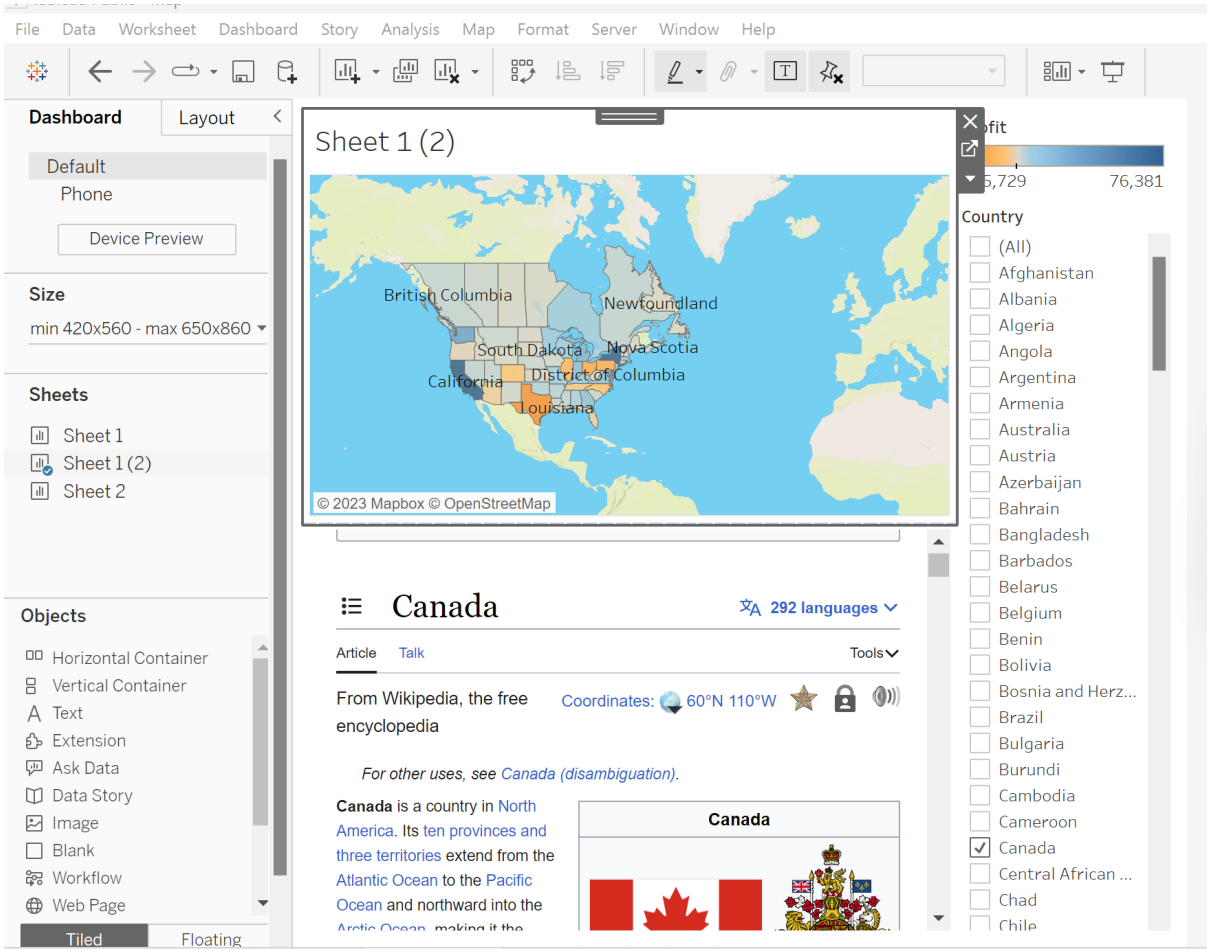 File Data Worksheet Dashboard Story Analysis Map Format Server Window Help
Dashboard
Layout
Default
Phone
Device Preview
Size
min 420x560 - max 650x860
Sheets
Sheet 1
Sheet 1 (2)
Sheet 2
Objects
Horizontal Container
Vertical Container
Text
Extension
Ask Data
Data Story
Image
Blank
Workflow
Web Page
Tiled
Floating
Sheet 1 (2)
British Columbia
Newfoundland
South Dakota
Nova Scotia
District of Columbia
California
Louisiana
© 2023 Mapbox © OpenStreetMap
Canada
292 languages
Article Talk
Tools
From Wikipedia, the free
encyclopedia
Coordinates: 60°N 110°W
For other uses, see Canada (disambiguation).
Canada is a country in North
America. Its ten provinces and
three territories extend from the
Atlantic Ocean to the Pacific
Ocean and northward into the
Arctic Ocean, making it the
Canada
5,729
76,381
Country
(All)
Afghanistan
Albania
Algeria
Angola
Argentina
Armenia
Australia
Austria
Azerbaijan
Bahrain
Bangladesh
Barbados
Belarus
Belgium
Benin
Bolivia
Bosnia and Herz...
Brazil
Bulgaria
Burundi
Cambodia
Cameroon
Canada
Central African ...
Chad
Chile